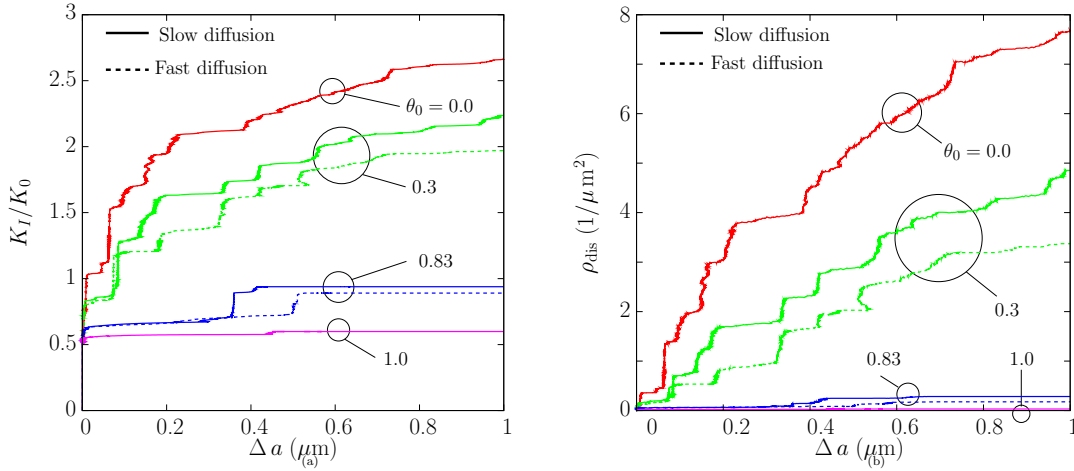 Slow diffusion
Fast diffusion
θ₀ = 0.0
0.3
0.83
1.0
K_I/K_0
0
0.5
1
1.5
2
2.5
3
0 0.2 0.4 0.6 0.8 1
Δ a (μm)
(a)
Slow diffusion
Fast diffusion
θ₀ = 0.0
0.3
0.83
1.0
ρ_dis (1/μ m²)
0
2
4
6
8
0 0.2 0.4 0.6 0.8 1
Δ a (μm)
(b)